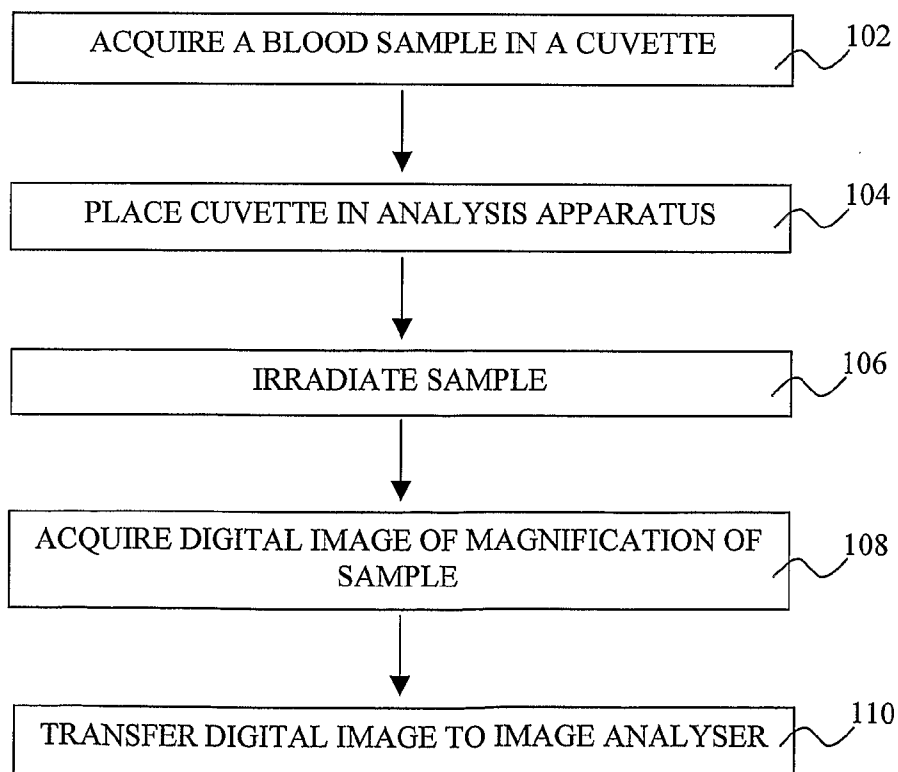 ACQUIRE A BLOOD SAMPLE IN A CUVETTE
102
PLACE CUVETTE IN ANALYSIS APPARATUS
104
IRRADIATE SAMPLE
106
ACQUIRE DIGITAL IMAGE OF MAGNIFICATION OF
SAMPLE
108
TRANSFER DIGITAL IMAGE TO IMAGE ANALYSER
110